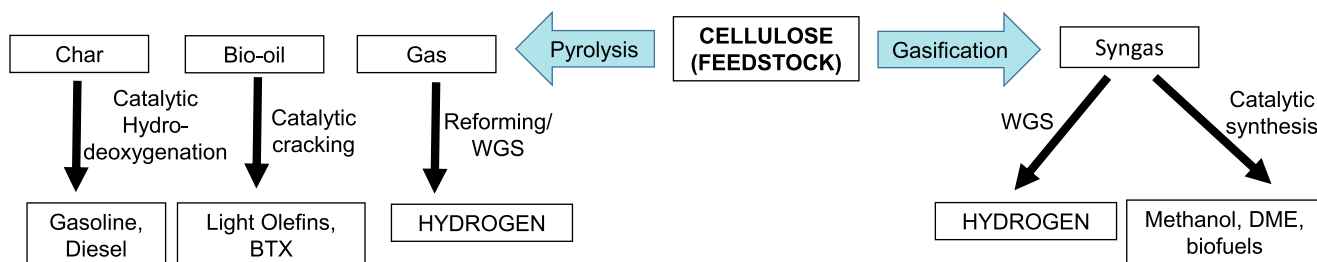 Char
Bio-oil
Gas
Pyrolysis
CELLULOSE
(FEEDSTOCK)
Gasification
Syngas
Catalytic
Hydro-
deoxygenation
Catalytic
cracking
Reforming/
WGS
WGS
Catalytic
synthesis
Gasoline,
Diesel
Light Olefins,
BTX
HYDROGEN
HYDROGEN
Methanol, DME,
biofuels